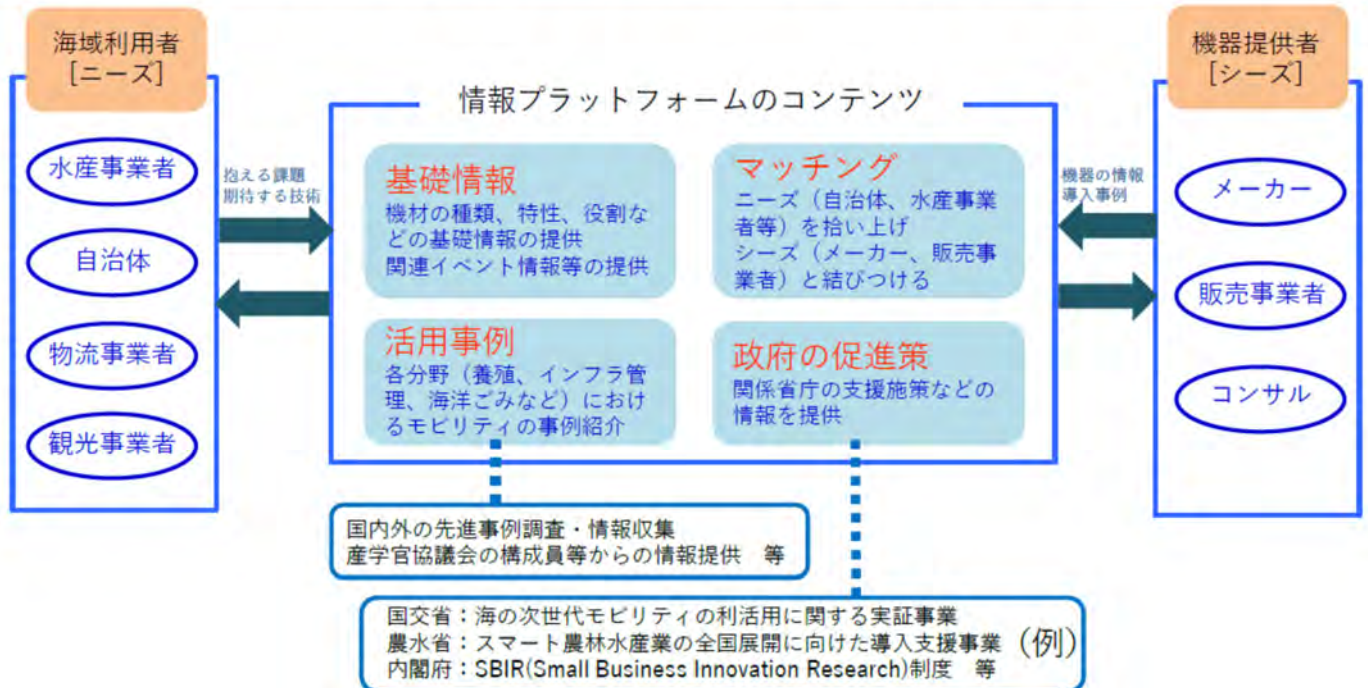 海域利用者
[ニーズ]
水産事業者
自治体
物流事業者
観光事業者
抱える課題
期待する技術
情報プラットフォームのコンテンツ
基礎情報
機材の種類、特性、役割な
どの基礎情報の提供
関連イベント情報等の提供
マッチング
ニーズ（自治体、水産事業
者等）を拾い上げ
シーズ（メーカー、販売事
業者）と結びつける
活用事例
各分野（養殖、インフラ管
理、海洋ごみなど）におけ
るモビリティの事例紹介
政府の促進策
関係省庁の支援施策などの
情報を提供
機器の情報
導入事例
機器提供者
[シーズ]
メーカー
販売事業者
コンサル
国内外の先進事例調査・情報収集
産学官協議会の構成員等からの情報提供　等
国交省：海の次世代モビリティの利活用に関する実証事業
農水省：スマート農林水産業の全国展開に向けた導入支援事業
内閣府：SBIR(Small Business Innovation Research)制度　等
（例）